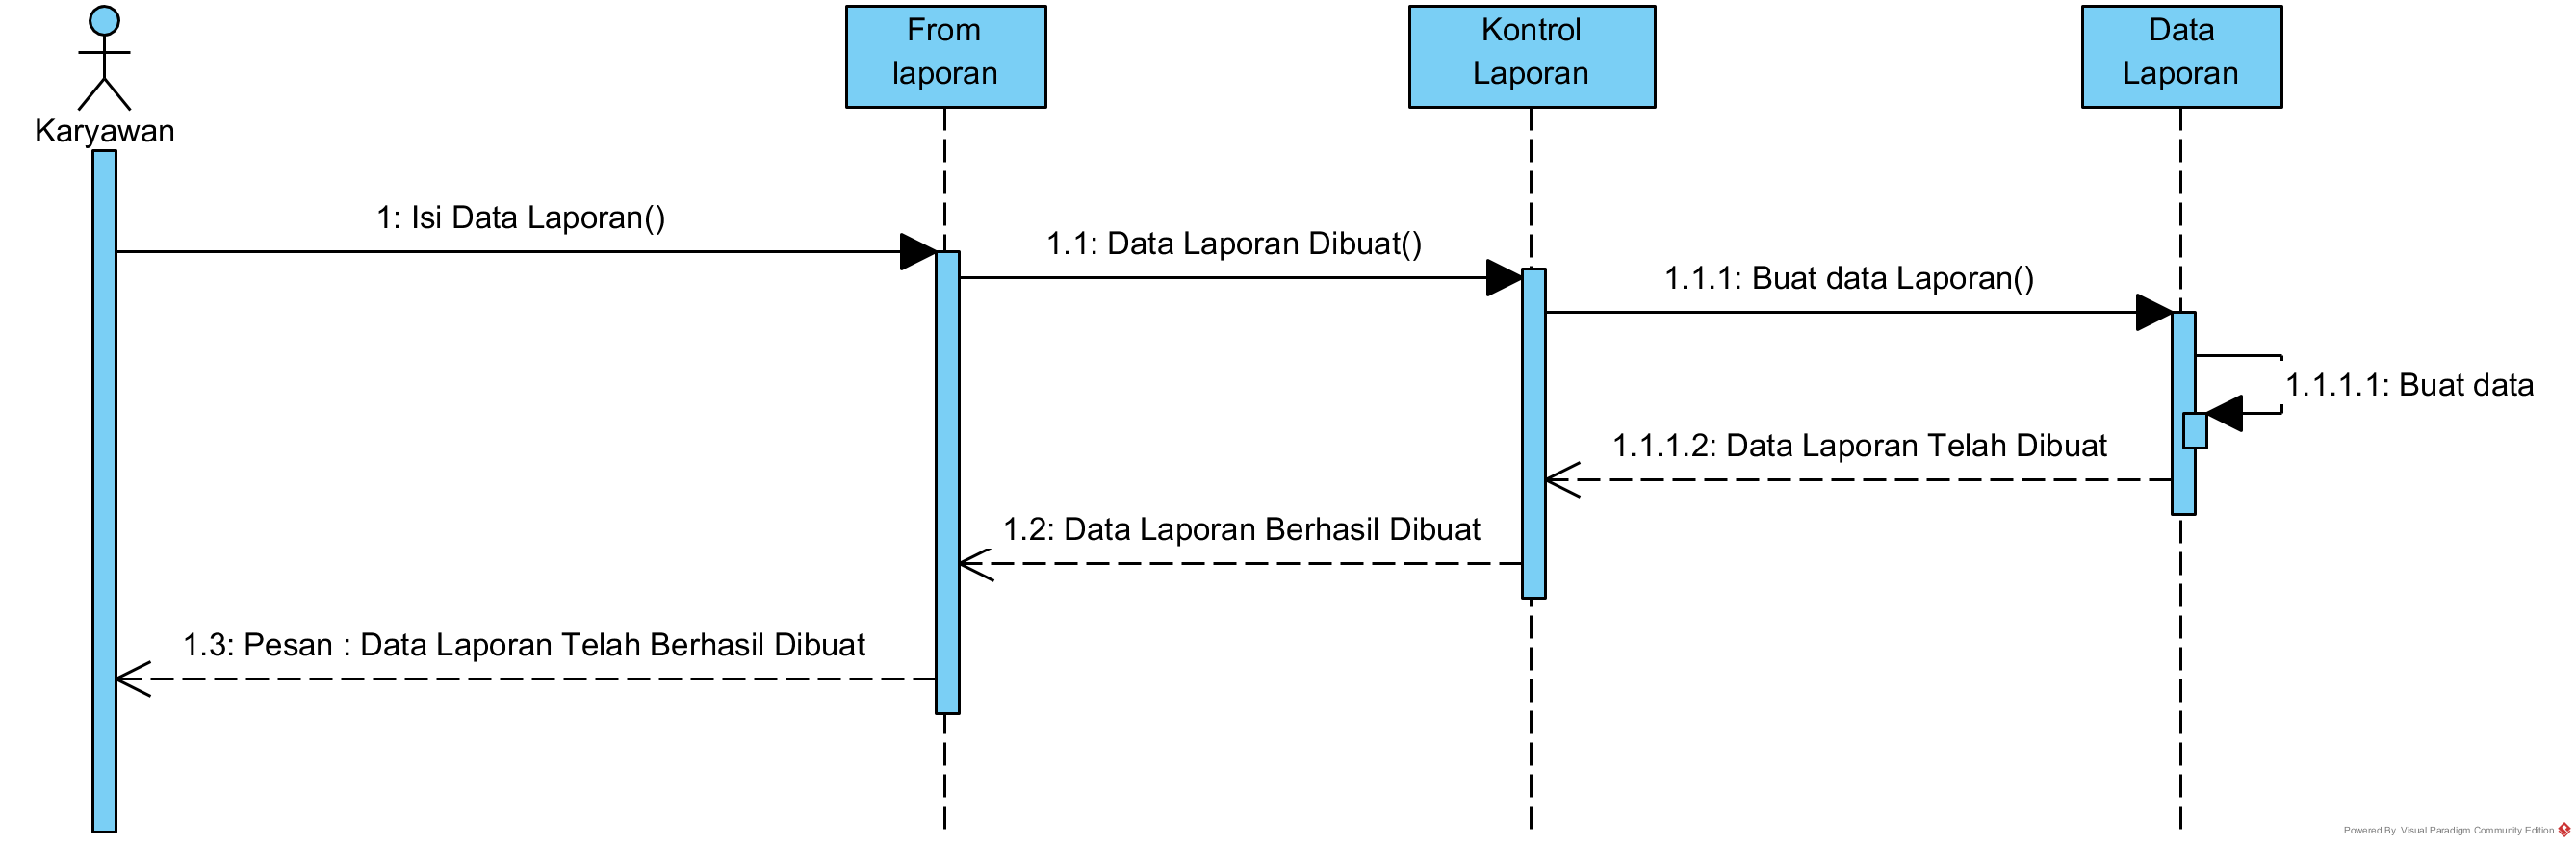 Karyawan
From
laporan
Kontrol
Laporan
Data
Laporan
1: Isi Data Laporan()
1.1: Data Laporan Dibuat()
1.1.1: Buat data Laporan()
1.1.1.1: Buat data
1.1.1.2: Data Laporan Telah Dibuat
1.2: Data Laporan Berhasil Dibuat
1.3: Pesan : Data Laporan Telah Berhasil Dibuat
Powered By Visual Paradigm Community Edition